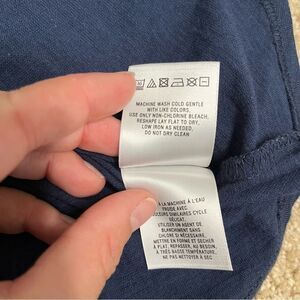 MACHINE WASH COLD GENTLE
WITH LIKE COLORS,
USE ONLY NON-CHLORINE BLEACH,
RESHAPE LAY FLAT TO DRY,
LOW IRON AS NEEDED,
DO NOT DRY CLEAN
À LA MACHINE À L'EAU
FROIDE AVEC
COULEURS SIMILAIRES CYCLE
DÉLICAT,
UTILISER UN AGENT DE
BLANCHIMENT SANS
CHLORE SI NÉCESSAIRE,
METTRE EN FORME ET SÉCHER
À PLAT, REPASSER, AU BESOIN,
À TRÈS BASSE TEMPÉRATURE,
NE PAS NETTOYER À SEC